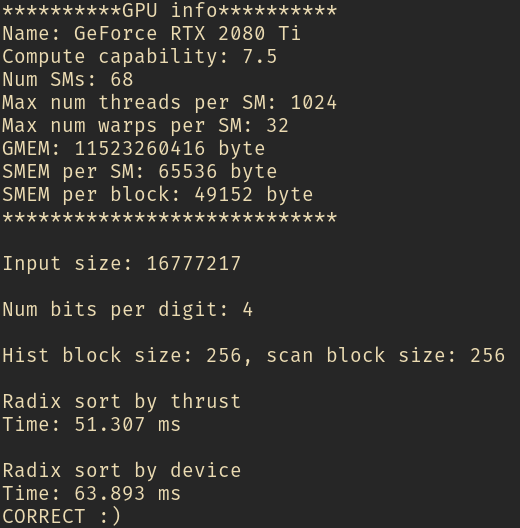 **********GPU info**********
Name: GeForce RTX 2080 Ti
Compute capability: 7.5
Num SMs: 68
Max num threads per SM: 1024
Max num warps per SM: 32
GMEM: 11523260416 byte
SMEM per SM: 65536 byte
SMEM per block: 49152 byte
****************************
Input size: 16777217
Num bits per digit: 4
Hist block size: 256, scan block size: 256
Radix sort by thrust
Time: 51.307 ms
Radix sort by device
Time: 63.893 ms
CORRECT :)